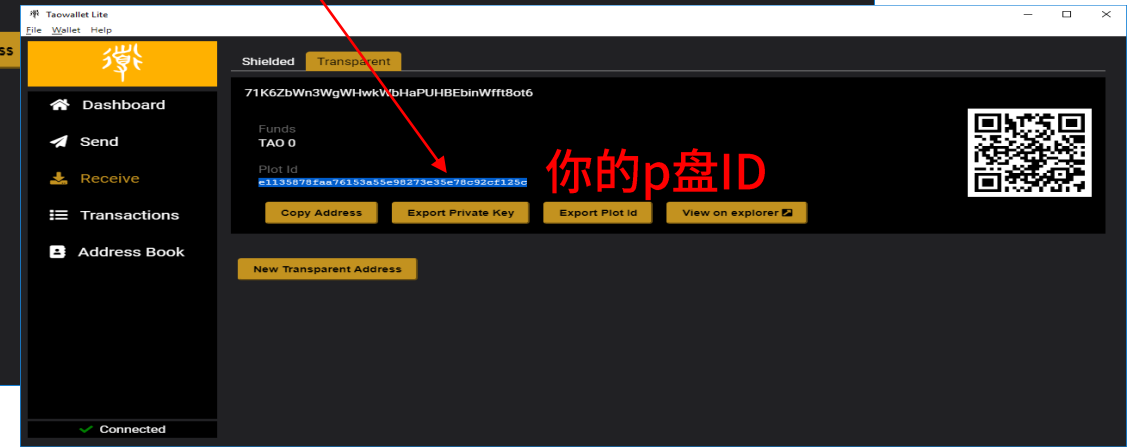 Taowallet Lite
File Wallet Help
ss
Shielded Transparent
Dashboard
Send
Receive
Transactions
Address Book
71K6ZbWn3WgWHwkWbHaPUHBEbinWfft8ot6
Funds
TAO 0
Plot Id
e1135878faa76153a55e98273e35e78c92cf125c
你的p盘ID
Copy Address Export Private Key Export Plot Id View on explorer
New Transparent Address
Connected